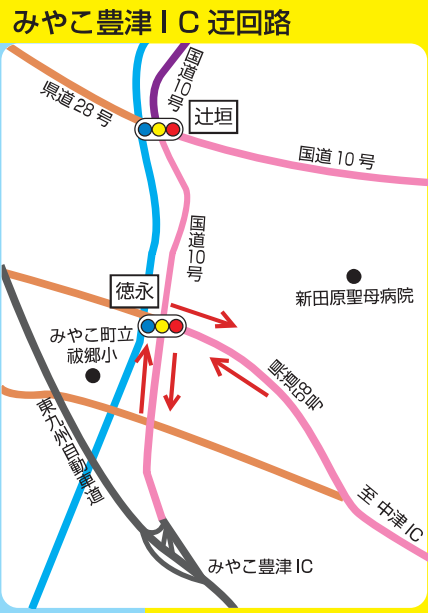 みやこ豊津IC迂回路
国道10号
県道28号
辻垣
国道10号
国道10号
新田原聖母病院
徳永
みやこ町立
祓郷小
県道58号
東九州自動車道
至 中津IC
みやこ豊津IC